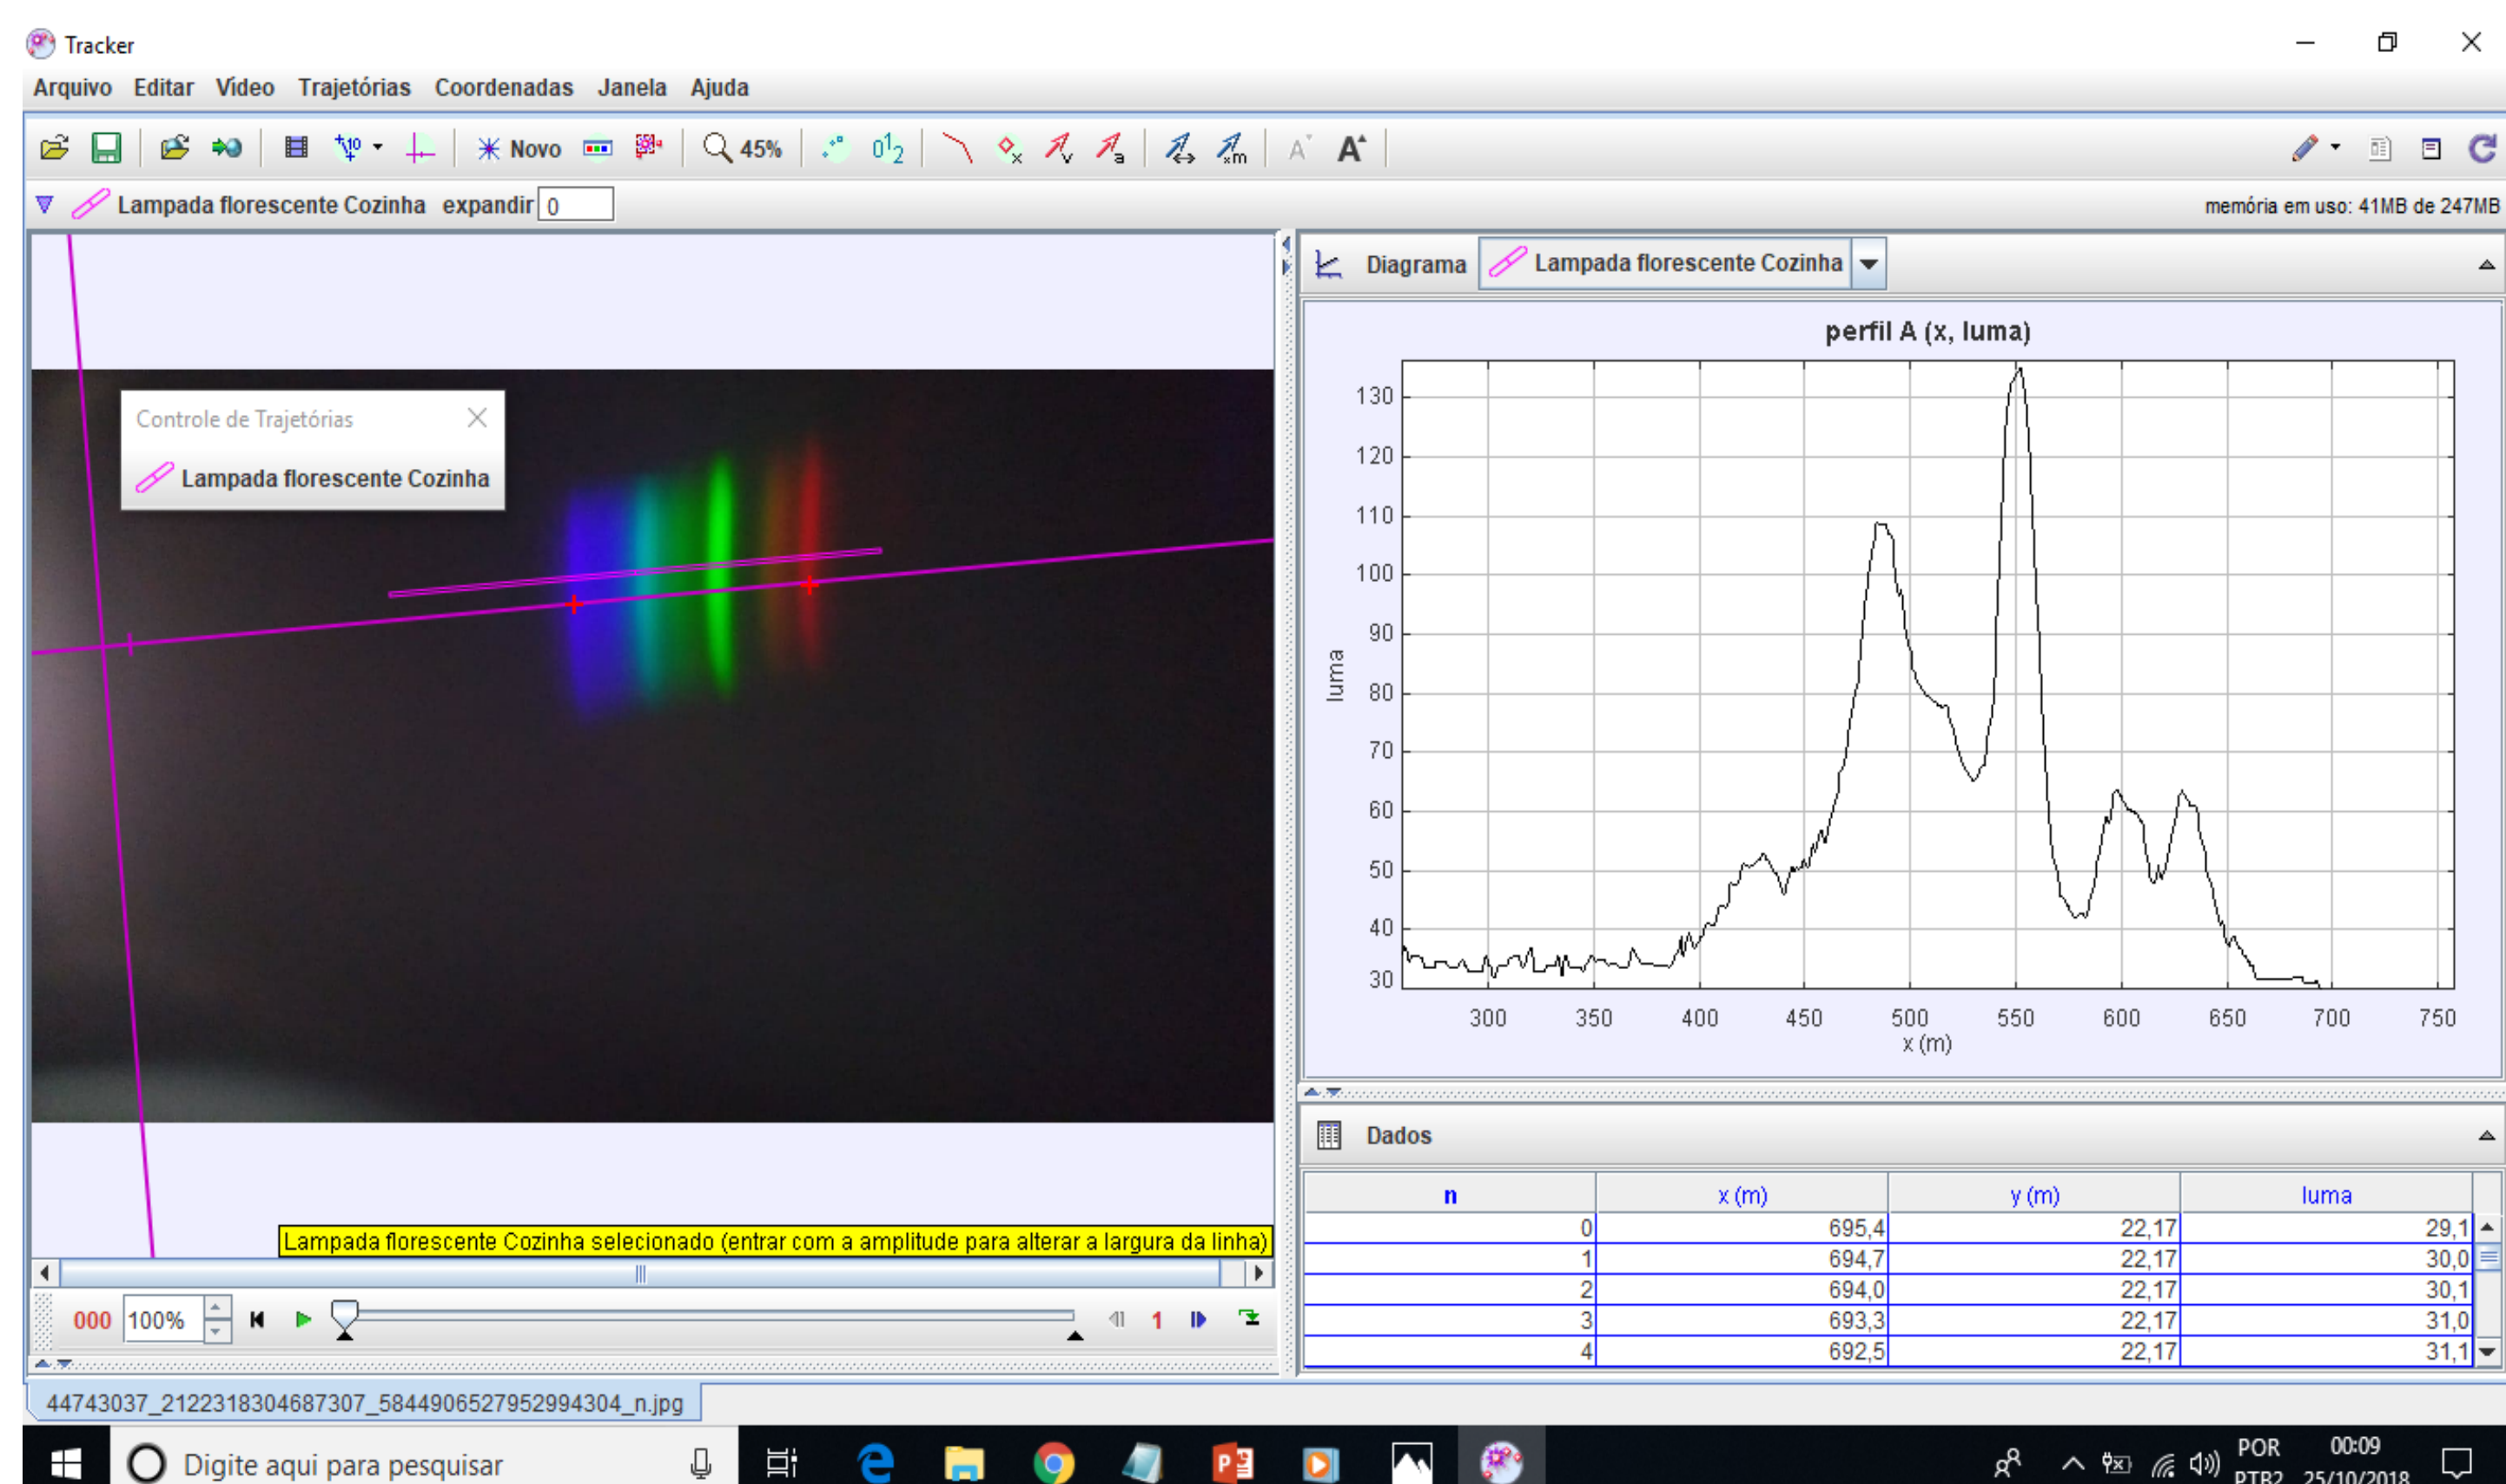 Tracker
Arquivo Editar Vídeo Trajetórias Coordenadas Janela Ajuda
Novo 45%
Lampada florescente Cozinha expandir 0
memória em uso: 41MB de 247MB
Controle de Trajetórias
Lampada florescente Cozinha
Lampada florescente Cozinha selecionado (entrar com a amplitude para alterar a largura da linha)
000 100% 1
Diagrama Lampada florescente Cozinha
perfil A (x, luma)
130
120
110
100
90
80
70
60
50
40
30
luma
300 350 400 450 500 550 600 650 700 750
x (m)
Dados
n x (m) y (m) luma
0 695,4 22,17 29,1
1 694,7 22,17 30,0
2 694,0 22,17 30,1
3 693,3 22,17 31,0
4 692,5 22,17 31,1
44743037_2122318304687307_5844906527952994304_n.jpg
Digite aqui para pesquisar
POR 00:09
PTB2 25/10/2018